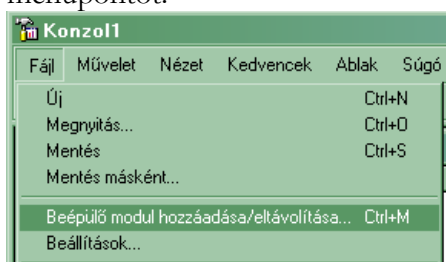 menüpontot.
Konzol1
Fájl Művelet Nézet Kedvencek Ablak Súgó
Új Ctrl+N
Megnyitás... Ctrl+O
Mentés Ctrl+S
Mentés másként...
Beépülő modul hozzáadása/eltávolítása... Ctrl+M
Beállítások...